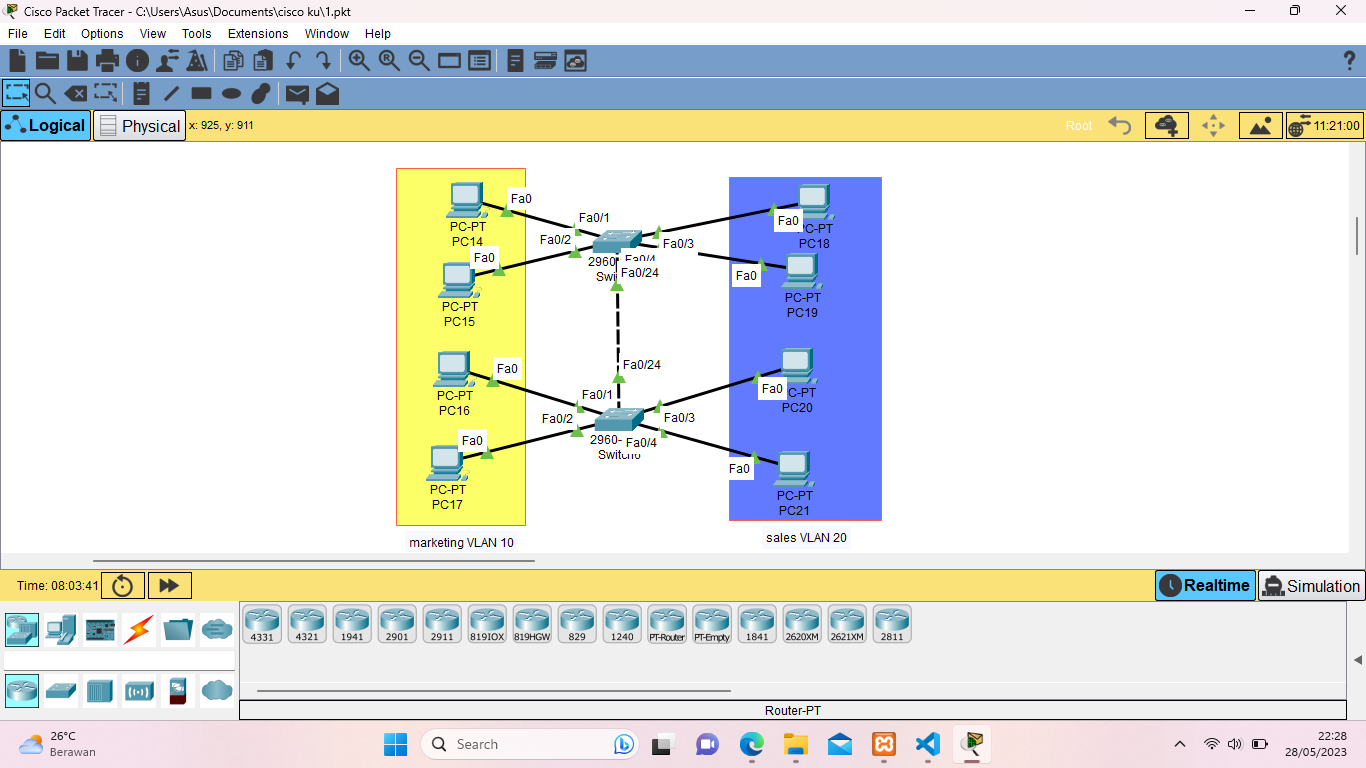 Cisco Packet Tracer - C:\Users\Asus\Documents\cisco ku\1.pkt
File Edit Options View Tools Extensions Window Help
?
Logical Physical x: 925, y: 911 Root 11:21:00
Fa0
PC-PT
PC14
Fa0/1
Fa0/2
Fa0
PC-PT
PC15
2960
Fa0/4
Swi
Fa0/24
Fa0/3
Fa0
C-PT
PC18
Fa0
PC-PT
PC19
Fa0/24
Fa0
PC-PT
PC16
Fa0/1
Fa0/2
Fa0
PC-PT
PC17
2960-
Fa0/4
Fa0/3
Fa0
C-PT
PC20
Fa0
PC-PT
PC21
marketing VLAN 10
sales VLAN 20
Time: 08:03:41 Realtime Simulation
4331 4321 1941 2901 2911 819IOX 819HGW 829 1240 PT-Router PT-Empty 1841 2620XM 2621XM 2811
Router-PT
26°C
Berawan
Search
22:28
28/05/2023